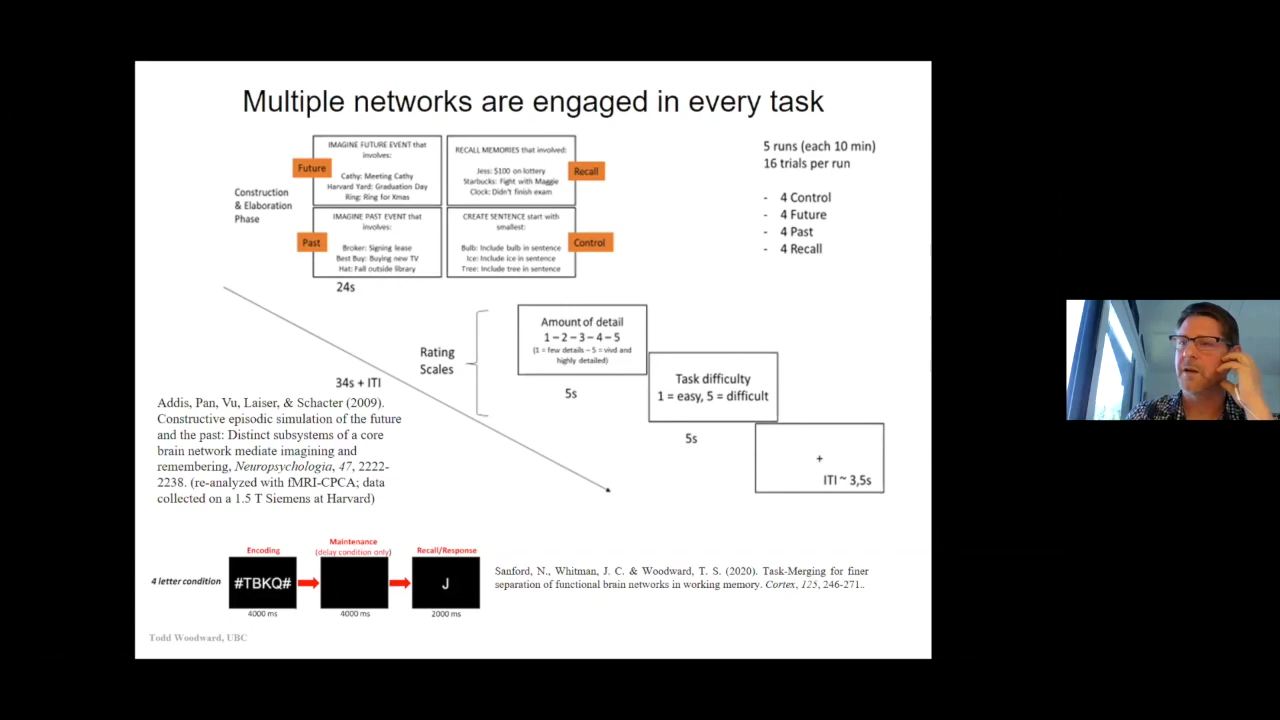 Multiple networks are engaged in every task
Construction
& Elaboration
Phase
Future
IMAGINE FUTURE EVENT that
involves:
Cathy: Meeting Cathy
Harvard Yard: Graduation Day
Ring: Ring for Xmas
RECALL MEMORIES that involved:
Jess: $100 on lottery
Starbucks: Fight with Maggie
Clock: Didn't finish exam
Recall
Past
IMAGINE PAST EVENT that
involves:
Broker: Signing lease
Best Buy: Buying new TV
Hat: Fall outside library
CREATE SENTENCE start with
smallest:
Bulb: Include bulb in sentence
Ice: Include ice in sentence
Tree: Include tree in sentence
Control
24s
5 runs (each 10 min)
16 trials per run
- 4 Control
- 4 Future
- 4 Past
- 4 Recall
Rating
Scales
Amount of detail
1 – 2 – 3 – 4 – 5
(1 = few details – 5 = vivd and
highly detailed)
5s
Task difficulty
1 = easy, 5 = difficult
5s
+
ITI ~ 3,5s
34s + ITI
Addis, Pan, Vu, Laiser, & Schacter (2009).
Constructive episodic simulation of the future
and the past: Distinct subsystems of a core
brain network mediate imagining and
remembering, Neuropsychologia, 47, 2222-
2238. (re-analyzed with fMRI-CPCA; data
collected on a 1.5 T Siemens at Harvard)
4 letter condition
Encoding
#TBKQ#
4000 ms
Maintenance
(delay condition only)
4000 ms
Recall/Response
J
2000 ms
Sanford, N., Whitman, J. C. & Woodward, T. S. (2020). Task-Merging for finer
separation of functional brain networks in working memory. Cortex, 125, 246-271..
Todd Woodward, UBC